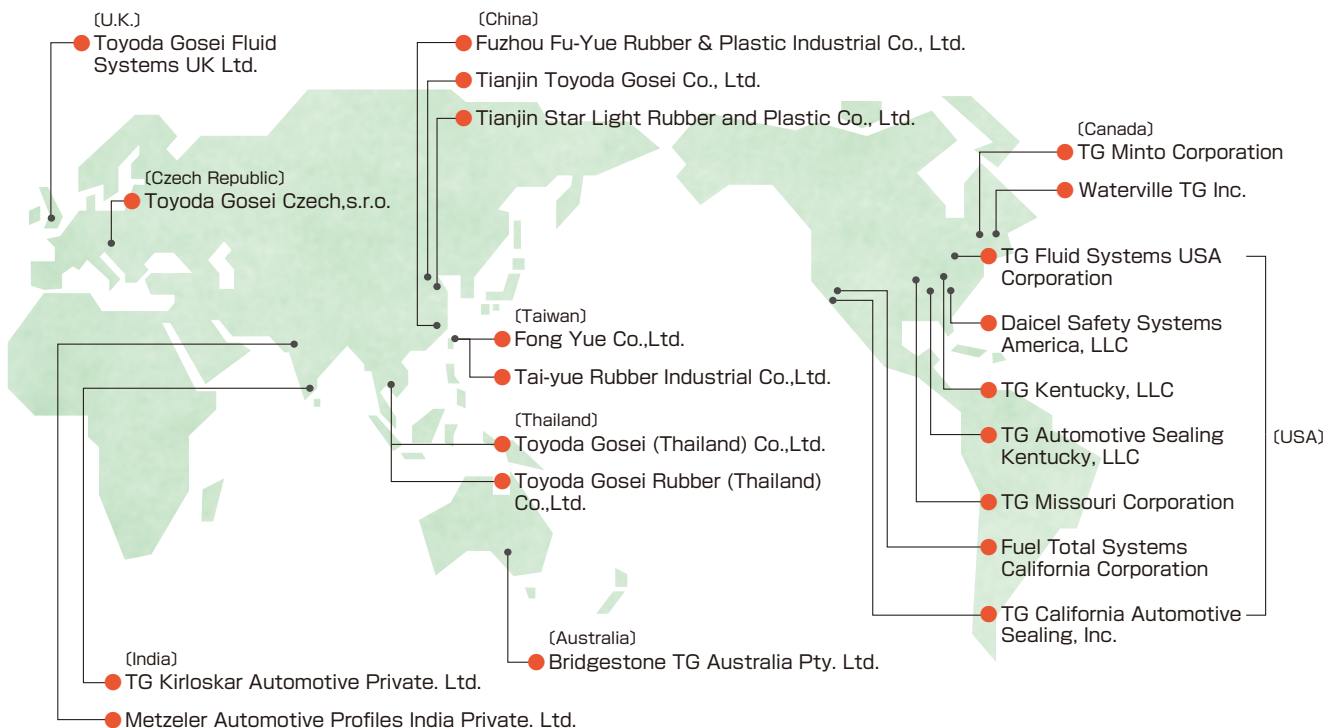 〔U.K.〕
Toyoda Gosei Fluid
Systems UK Ltd.
〔Czech Republic〕
Toyoda Gosei Czech,s.r.o.
〔China〕
Fuzhou Fu-Yue Rubber & Plastic Industrial Co., Ltd.
Tianjin Toyoda Gosei Co., Ltd.
Tianjin Star Light Rubber and Plastic Co., Ltd.
〔Taiwan〕
Fong Yue Co.,Ltd.
Tai-yue Rubber Industrial Co.,Ltd.
〔Thailand〕
Toyoda Gosei (Thailand) Co.,Ltd.
Toyoda Gosei Rubber (Thailand)
Co.,Ltd.
〔Australia〕
Bridgestone TG Australia Pty. Ltd.
〔India〕
TG Kirloskar Automotive Private. Ltd.
Metzeler Automotive Profiles India Private. Ltd.
〔Canada〕
TG Minto Corporation
Waterville TG Inc.
TG Fluid Systems USA
Corporation
Daicel Safety Systems
America, LLC
TG Kentucky, LLC
TG Automotive Sealing
Kentucky, LLC
TG Missouri Corporation
Fuel Total Systems
California Corporation
TG California Automotive
Sealing, Inc.
〔USA〕